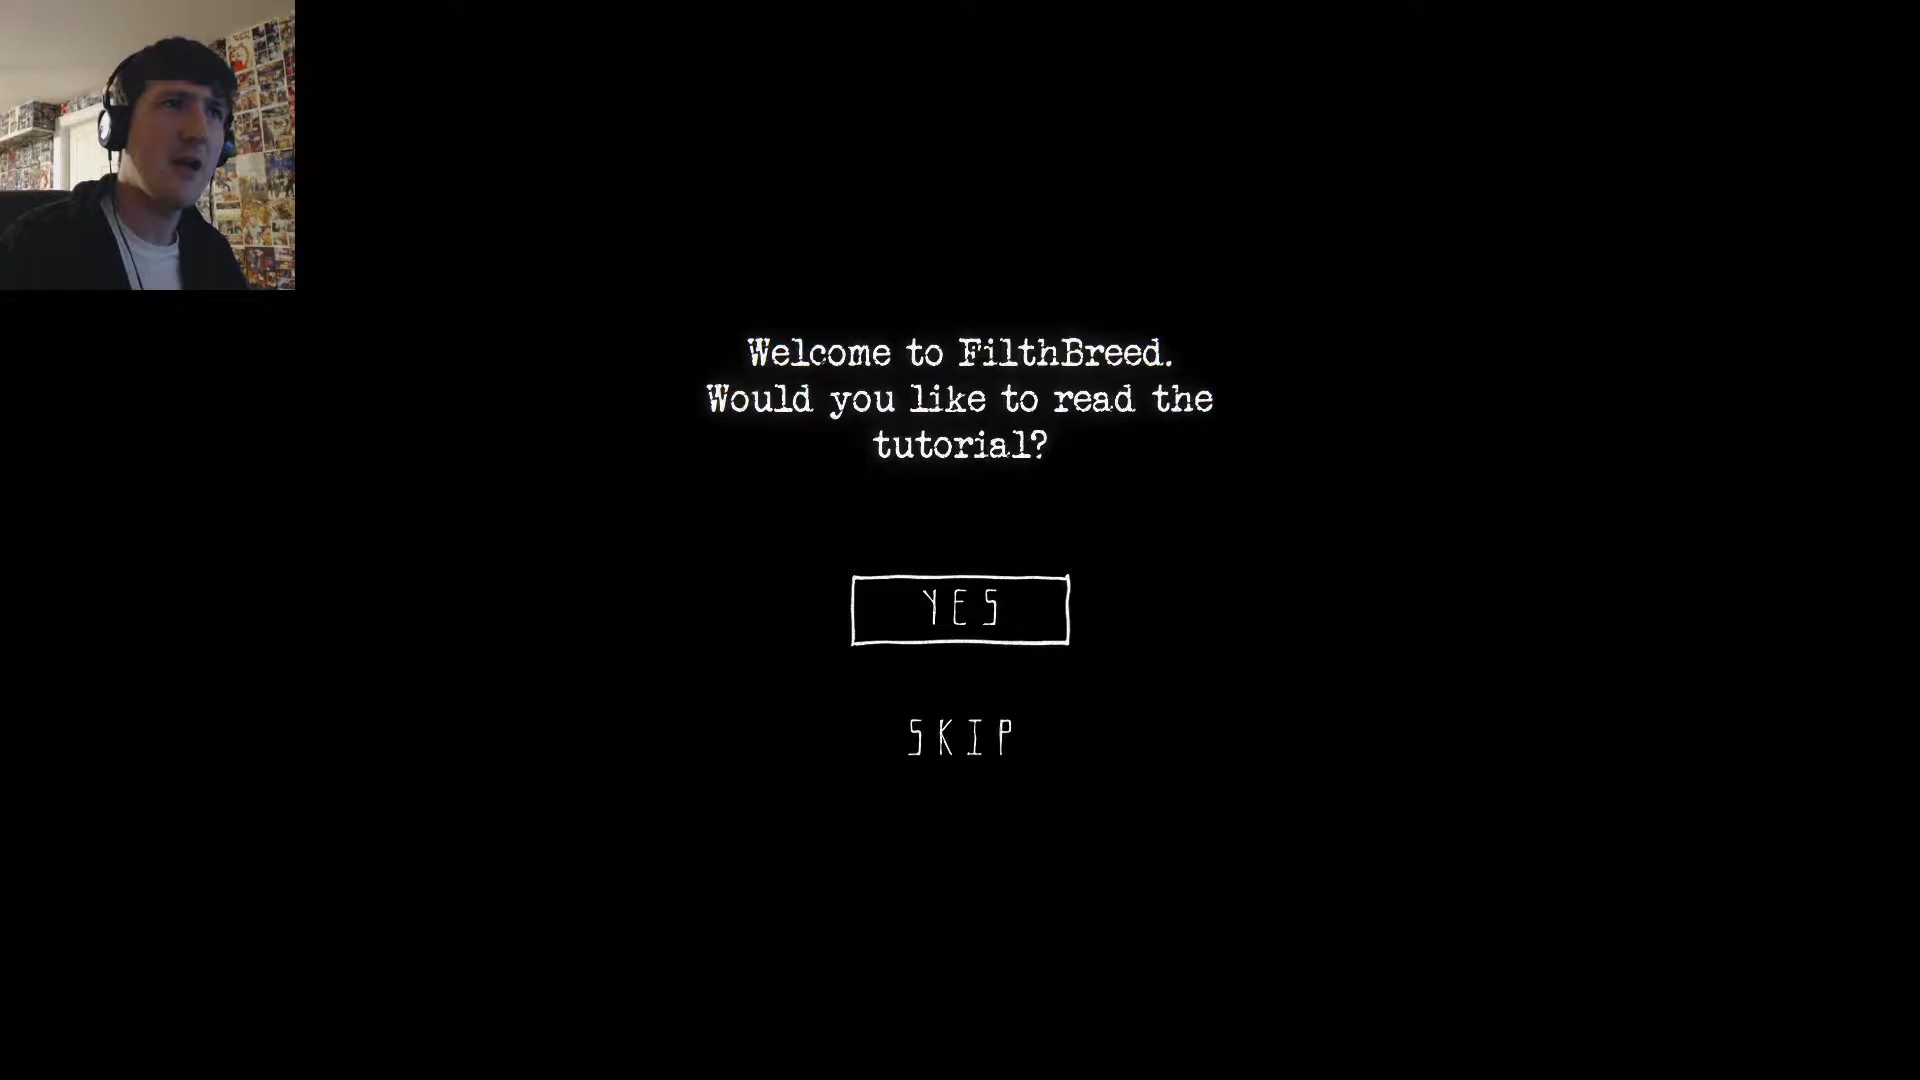 Welcome to FilthBreed.
Would you like to read the
tutorial?
YES
SKIP